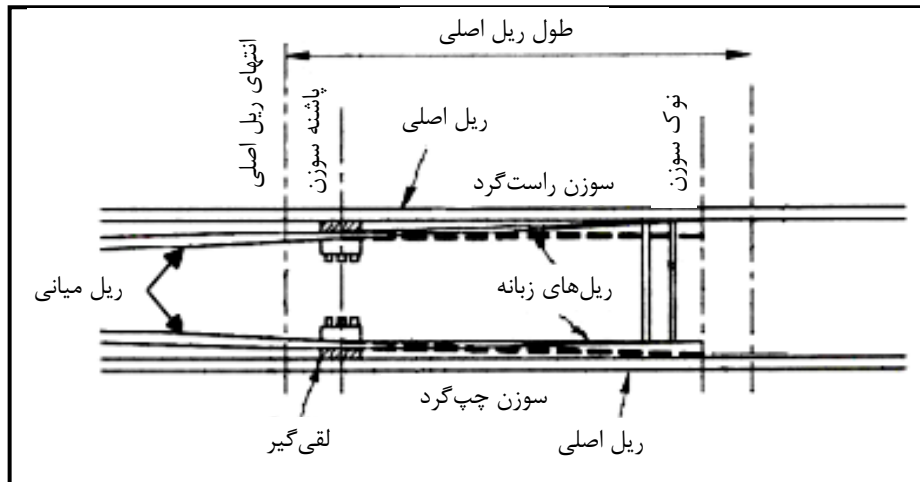 طول ریل اصلی
انتهای ریل اصلی
پاشنه سوزن
نوک سوزن
ریل اصلی
سوزن راست‌گرد
ریل میانی
ریل‌های زبانه
سوزن چپ‌گرد
لقی‌گیر
ریل اصلی